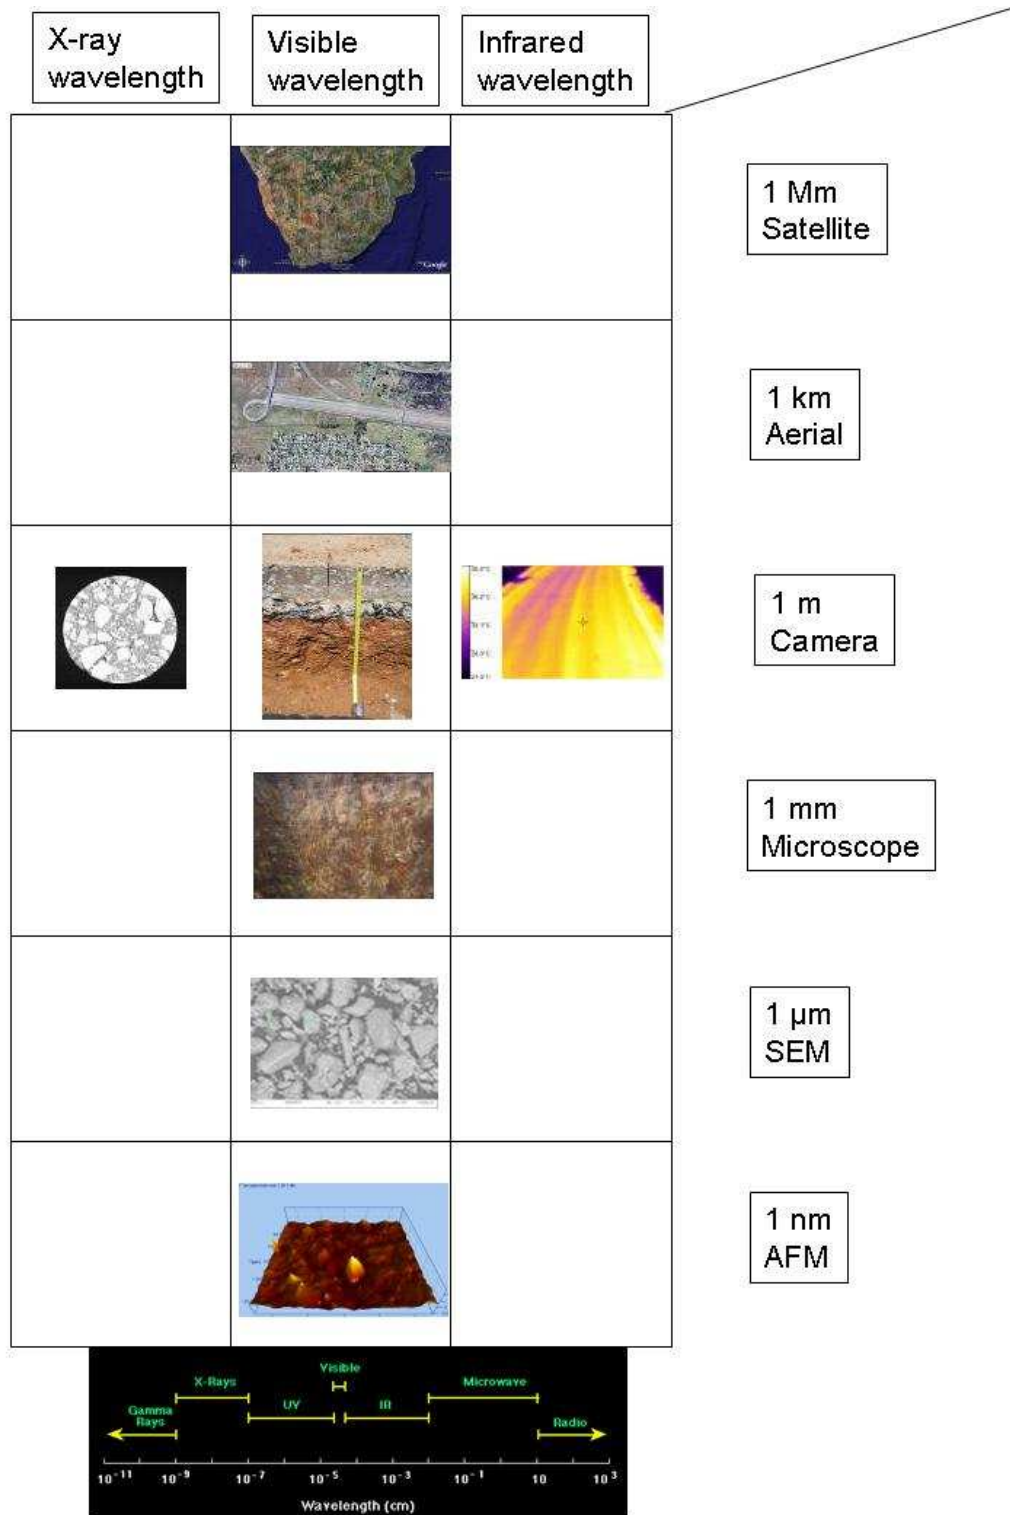 X-ray
wavelength
Visible
wavelength
Infrared
wavelength
1 Mm
Satellite
Google
1 km
Aerial
1 m
Camera
1 mm
Microscope
1 µm
SEM
1 nm
AFM
Visible
X-Rays
Microwave
Gamma
Rays
UV
IR
Radio
10⁻¹¹ 10⁻⁹ 10⁻⁷ 10⁻⁵ 10⁻³ 10⁻¹ 10 10³
Wavelength (cm)